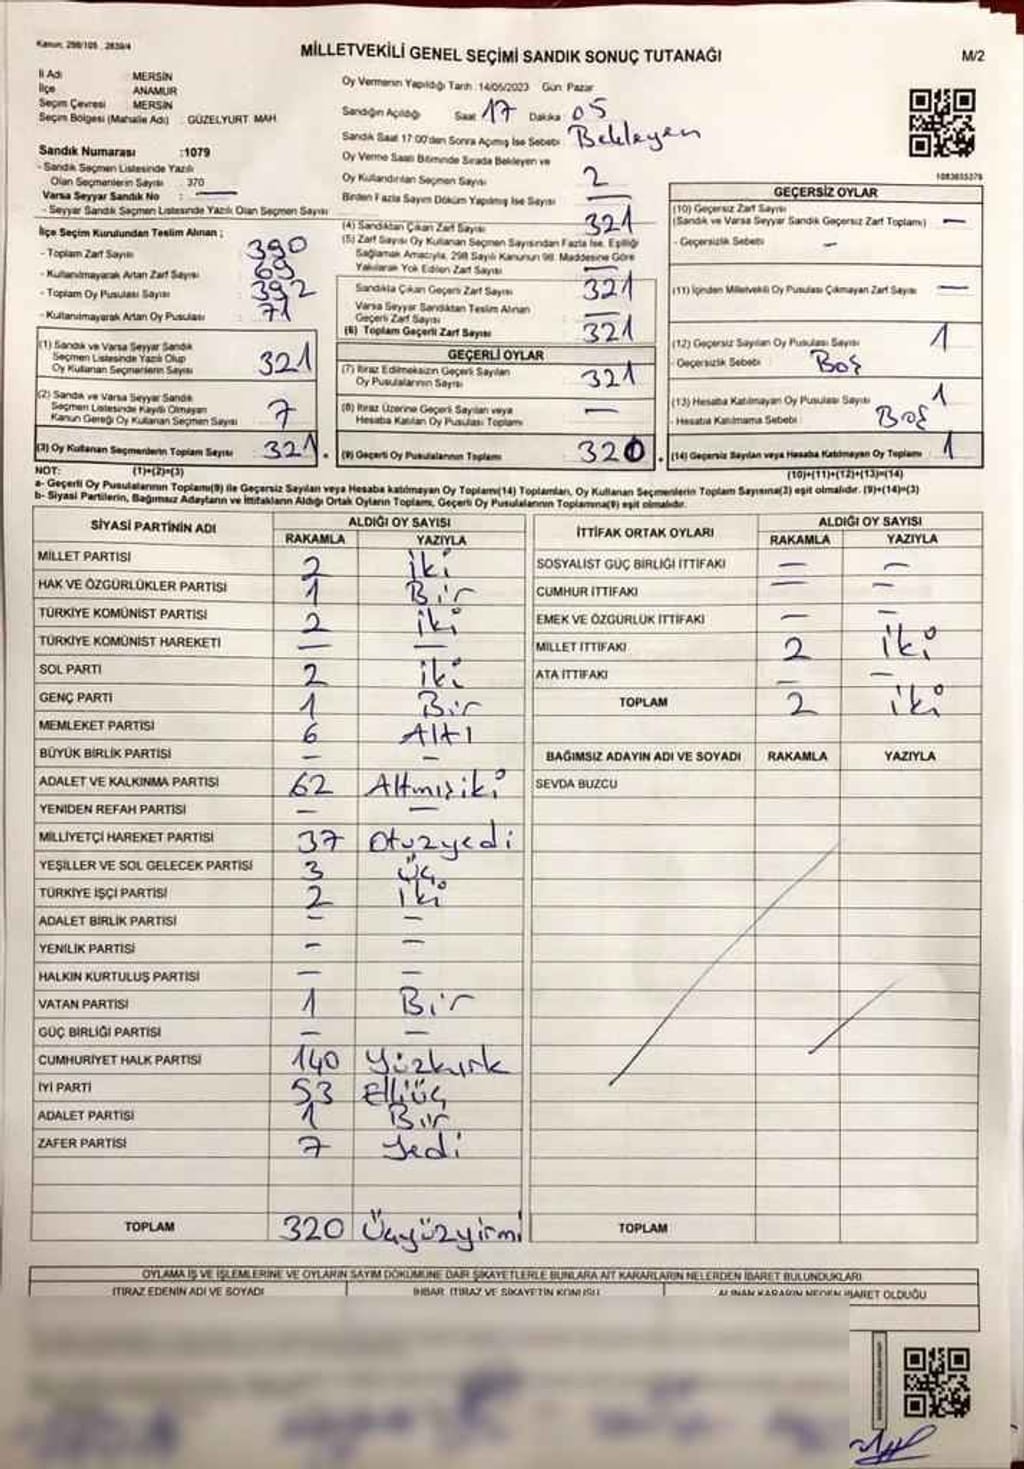 Kanun: 298/105 , 2839/4
MİLLETVEKİLİ GENEL SEÇİMİ SANDIK SONUÇ TUTANAĞI
M/2
İl Adı : MERSİN
İlçe : ANAMUR
Seçim Çevresi : MERSİN
Seçim Bölgesi (Mahalle Adı) : GÜZELYURT MAH.
Oy Vermenin Yapıldığı Tarih : 14/05/2023 Gün: Pazar
Sandığın Açıldığı Saat 17 Dakika 05
Sandık Saat 17:00'den Sonra Açılmış İse Sebebi Bekleyen
Oy Verme Saati Bitiminde Sırada Bekleyen ve
Oy Kullandırılan Seçmen Sayısı 2
Birden Fazla Sayım Döküm Yapılmış İse Sayısı —
Sandık Numarası :1079
- Sandık Seçmen Listesinde Yazılı
Olan Seçmenlerin Sayısı : 370
Varsa Seyyar Sandık No : —
- Seyyar Sandık Seçmen Listesinde Yazılı Olan Seçmen Sayısı
İlçe Seçim Kurulundan Teslim Alınan ;
- Toplam Zarf Sayısı : 390
- Kullanılmayarak Artan Zarf Sayısı : 69
- Toplam Oy Pusulası Sayısı : 392
- Kullanılmayarak Artan Oy Pusulası : 71
(1) Sandık ve Varsa Seyyar Sandık
Seçmen Listesinde Yazılı Olup
Oy Kullanan Seçmenlerin Sayısı 321
(2) Sandık ve Varsa Seyyar Sandık
Seçmen Listesinde Kayıtlı Olmayan
Kanun Gereği Oy Kullanan Seçmen Sayısı 7
(3) Oy Kullanan Seçmenlerin Toplam Sayısı 321
(4) Sandıktan Çıkan Zarf Sayısı 321
(5) Zarf Sayısı Oy Kullanan Seçmen Sayısından Fazla İse, Eşitliği
Sağlamak Amacıyla, 298 Sayılı Kanunun 98. Maddesine Göre
Yakılarak Yok Edilen Zarf Sayısı —
Sandıkta Çıkan Geçerli Zarf Sayısı 321
Varsa Seyyar Sandıktan Teslim Alınan
Geçerli Zarf Sayısı —
(6) Toplam Geçerli Zarf Sayısı 321
GEÇERLİ OYLAR
(7) İtiraz Edilmeksizin Geçerli Sayılan
Oy Pusulalarının Sayısı 321
(8) İtiraz Üzerine Geçerli Sayılan veya
Hesaba Katılan Oy Pusulası Toplamı —
(9) Geçerli Oy Pusulalarının Toplamı 320
1083655379
GEÇERSİZ OYLAR
(10) Geçersiz Zarf Sayısı
(Sandık ve Varsa Seyyar Sandık Geçersiz Zarf Toplamı) —
- Geçersizlik Sebebi : —
(11) İçinden Milletvekili Oy Pusulası Çıkmayan Zarf Sayısı —
(12) Geçersiz Sayılan Oy Pusulası Sayısı 1
- Geçersizlik Sebebi : Boş
(13) Hesaba Katılmayan Oy Pusulası Sayısı 1
- Hesaba Katılmama Sebebi : Boş
(14) Geçersiz Sayılan veya Hesaba Katılmayan Oy Toplamı 1
NOT: (1)+(2)=(3)
(10)+(11)+(12)+(13)=(14)
a- Geçerli Oy Pusulalarının Toplamı(9) ile Geçersiz Sayılan veya Hesaba katılmayan Oy Toplamı(14) Toplamları, Oy Kullanan Seçmenlerin Toplam Sayısına(3) eşit olmalıdır. (9)+(14)=(3)
b- Siyasi Partilerin, Bağımsız Adayların ve İttifakların Aldığı Ortak Oyların Toplamı, Geçerli Oy Pusulalarının Toplamına(9) eşit olmalıdır.
SİYASİ PARTİNİN ADI ALDIĞI OY SAYISI
RAKAMLA YAZIYLA
MİLLET PARTİSİ 2 iki
HAK VE ÖZGÜRLÜKLER PARTİSİ 1 Bir
TÜRKİYE KOMÜNİST PARTİSİ 2 iki
TÜRKİYE KOMÜNİST HAREKETİ — —
SOL PARTİ 2 iki
GENÇ PARTİ 1 Bir
MEMLEKET PARTİSİ 6 Altı
BÜYÜK BİRLİK PARTİSİ — —
ADALET VE KALKINMA PARTİSİ 62 Altmışiki
YENİDEN REFAH PARTİSİ — —
MİLLİYETÇİ HAREKET PARTİSİ 37 Otuzyedi
YEŞİLLER VE SOL GELECEK PARTİSİ 3 Üç
TÜRKİYE İŞÇİ PARTİSİ 2 iki
ADALET BİRLİK PARTİSİ — —
YENİLİK PARTİSİ — —
HALKIN KURTULUŞ PARTİSİ — —
VATAN PARTİSİ 1 Bir
GÜÇ BİRLİĞİ PARTİSİ — —
CUMHURİYET HALK PARTİSİ 140 Yüzkırk
İYİ PARTİ 53 Elliüç
ADALET PARTİSİ 1 Bir
ZAFER PARTİSİ 7 Yedi
TOPLAM 320 Üçyüzyirmi
İTTİFAK ORTAK OYLARI ALDIĞI OY SAYISI
RAKAMLA YAZIYLA
SOSYALİST GÜÇ BİRLİĞİ İTTİFAKI — —
CUMHUR İTTİFAKI — —
EMEK VE ÖZGÜRLÜK İTTİFAKI — —
MİLLET İTTİFAKI 2 iki
ATA İTTİFAKI — —
TOPLAM 2 iki
BAĞIMSIZ ADAYIN ADI VE SOYADI RAKAMLA YAZIYLA
SEVDA BUZCU
TOPLAM
OYLAMA İŞ VE İŞLEMLERİNE VE OYLARIN SAYIM DÖKÜMÜNE DAİR ŞİKAYETLERLE BUNLARA AİT KARARLARIN NELERDEN İBARET BULUNDUKLARI
İTİRAZ EDENİN ADI VE SOYADI
İHBAR, İTİRAZ VE ŞİKAYETİN KONUSU
ALINAN KARARIN NEDEN İBARET OLDUĞU